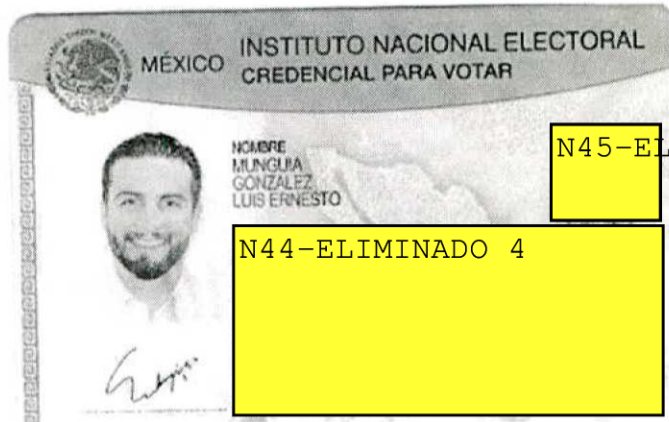 INSTITUTO NACIONAL ELECTORAL
MÉXICO
CREDENCIAL PARA VOTAR
NOMBRE
MUNGUIA
GONZALEZ
LUIS ERNESTO
N45-EL
N44-ELIMINADO 4